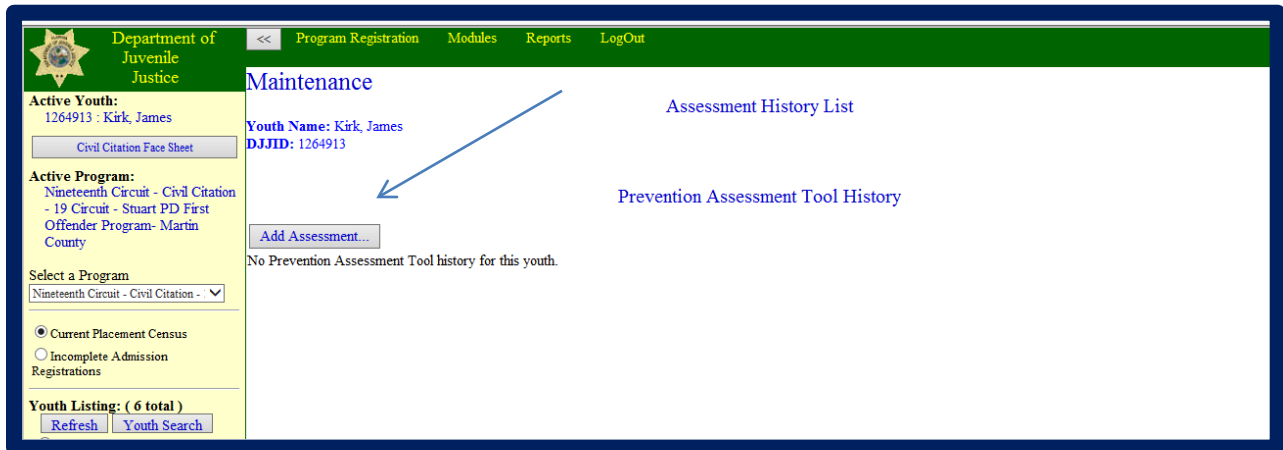 Department of
Juvenile
Justice
<< Program Registration Modules Reports LogOut
Active Youth:
1264913 : Kirk, James
Civil Citation Face Sheet
Active Program:
Nineteenth Circuit - Civil Citation
- 19 Circuit - Stuart PD First
Offender Program- Martin
County
Select a Program
Nineteenth Circuit - Civil Citation -
Current Placement Census
Incomplete Admission
Registrations
Youth Listing: ( 6 total )
Refresh Youth Search
Maintenance
Assessment History List
Youth Name: Kirk, James
DJJID: 1264913
Prevention Assessment Tool History
Add Assessment...
No Prevention Assessment Tool history for this youth.